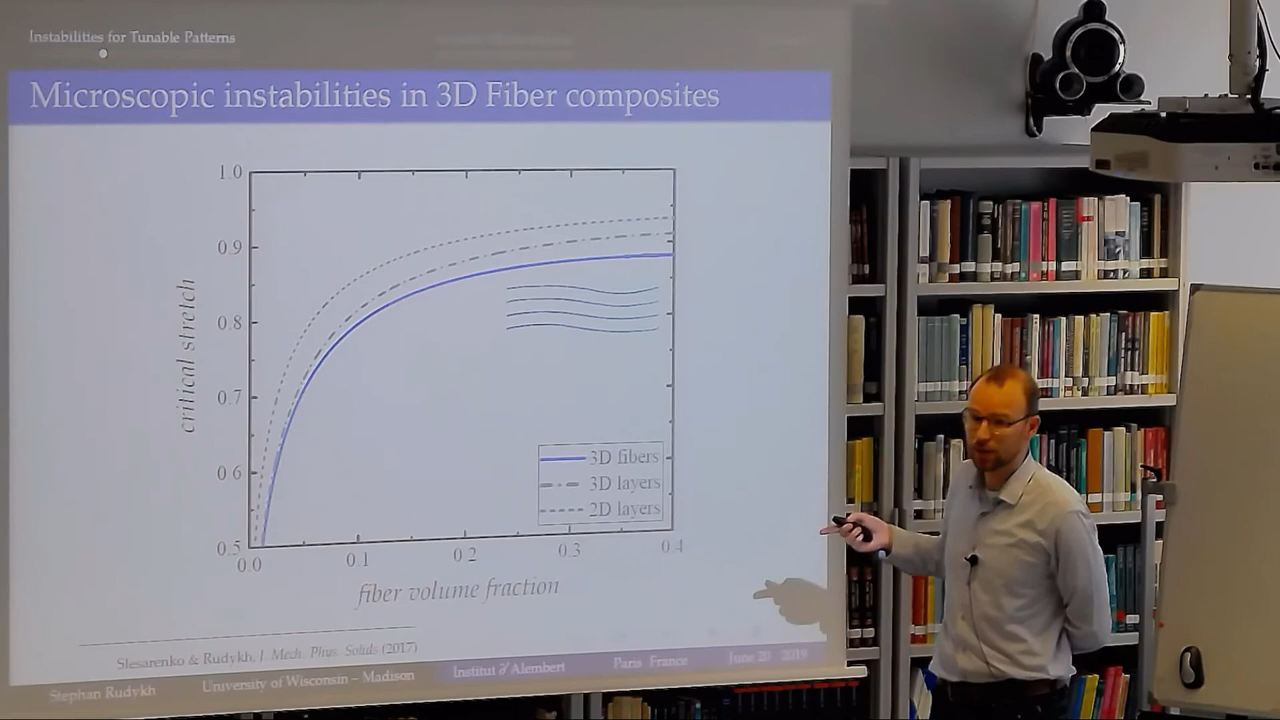 Instabilities for Tunable Patterns
Microscopic instabilities in 3D Fiber composites
1.0
0.9
0.8
0.7
0.6
0.5
critical stretch
0.0 0.1 0.2 0.3 0.4
fiber volume fraction
3D fibers
3D layers
2D layers
Slesarenko & Rudykh, J. Mech. Phys. Solids (2017)
Stephan Rudykh University of Wisconsin – Madison Institut ∂'Alembert Paris France June 20 2019